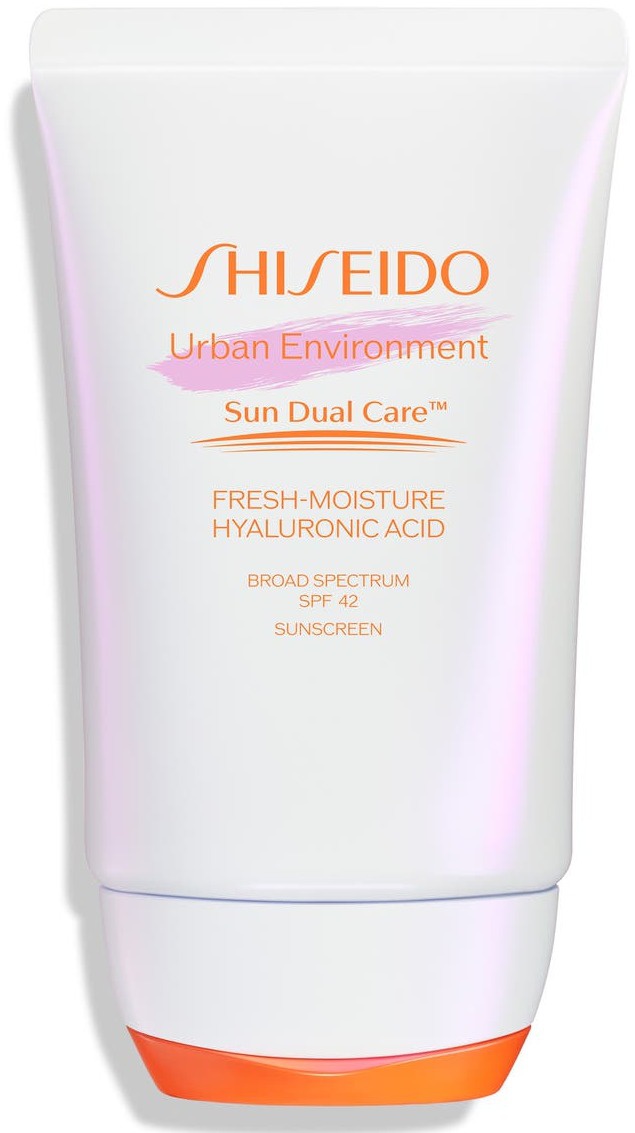 SHISEIDO
Urban Environment
Sun Dual Care™
FRESH-MOISTURE
HYALURONIC ACID
BROAD SPECTRUM
SPF 42
SUNSCREEN